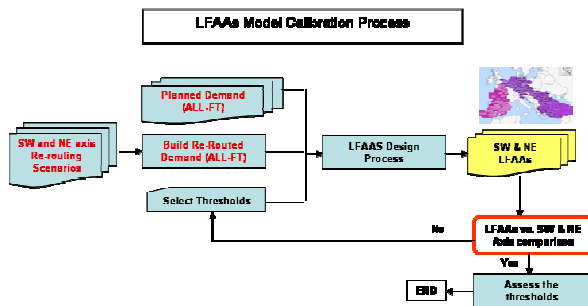 LFAAs Model Calibration Process
Planned Demand
(ALL-FT)
SW and NE axis
Re-routing
Scenarios
Build Re-Routed
Demand (ALL-FT)
LFAAS Design
Process
SW & NE
LFAAs
Select Thresholds
No
LFAAs vs. SW & NE
Axis comparison
Yes
Assess the
thresholds
END